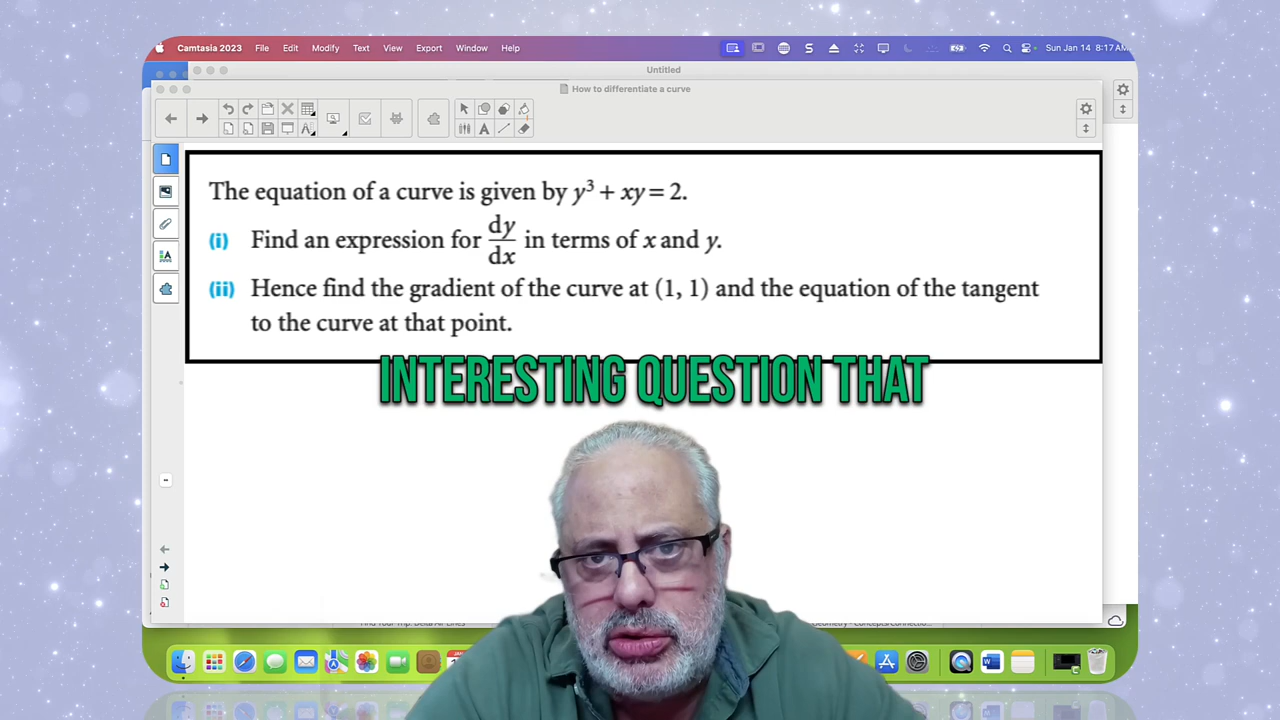 Camtasia 2023 File Edit Modify Text View Export Window Help Sun Jan 14 8:17 AM
Untitled
How to differentiate a curve
The equation of a curve is given by y³ + xy = 2.
(i) Find an expression for dy/dx in terms of x and y.
(ii) Hence find the gradient of the curve at (1, 1) and the equation of the tangent
to the curve at that point.
INTERESTING QUESTION THAT